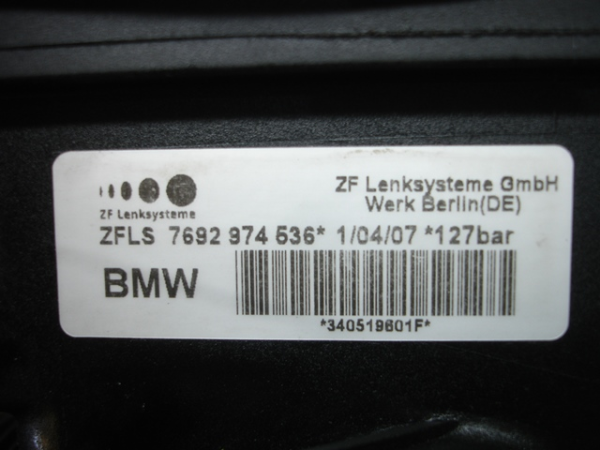 ZF Lenksysteme
ZF Lenksysteme GmbH
Werk Berlin(DE)
ZFLS 7692 974 536* 1/04/07 *127bar
BMW
*340519601F*